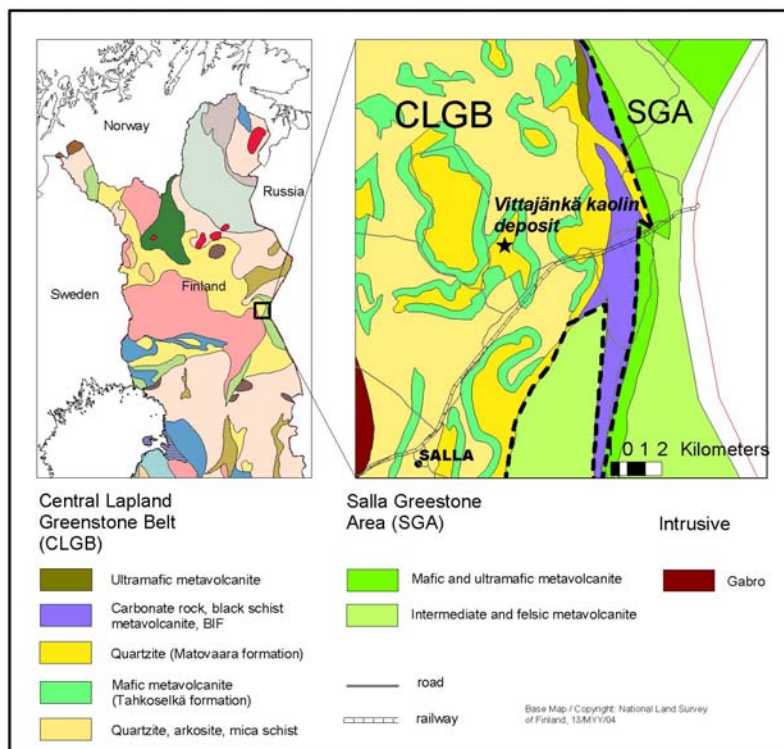 Norway
Russia
Finland
Sweden
CLGB
SGA
Vittajänkä kaolin
deposit
SALLA
1 0 1 2 Kilometers
Central Lapland
Greenstone Belt
(CLGB)
Ultramafic metavolcanite
Carbonate rock, black schist
metavolcanite, BIF
Quartzite (Matovaara formation)
Mafic metavolcanite
(Tahkoselkä formation)
Quartzite, arkosite, mica schist
Salla Greestone
Area (SGA)
Mafic and ultramafic metavolcanite
Intermediate and felsic metavolcanite
road
railway
Intrusive
Gabro
Base Map / Copyright: National Land Survey
of Finland, 13/MYY/04